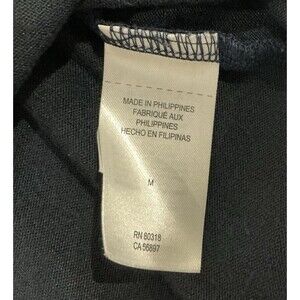 MADE IN PHILIPPINES
FABRIQUÉ AUX
PHILIPPINES
HECHO EN FILIPINAS
M
RN 80318
CA 56897